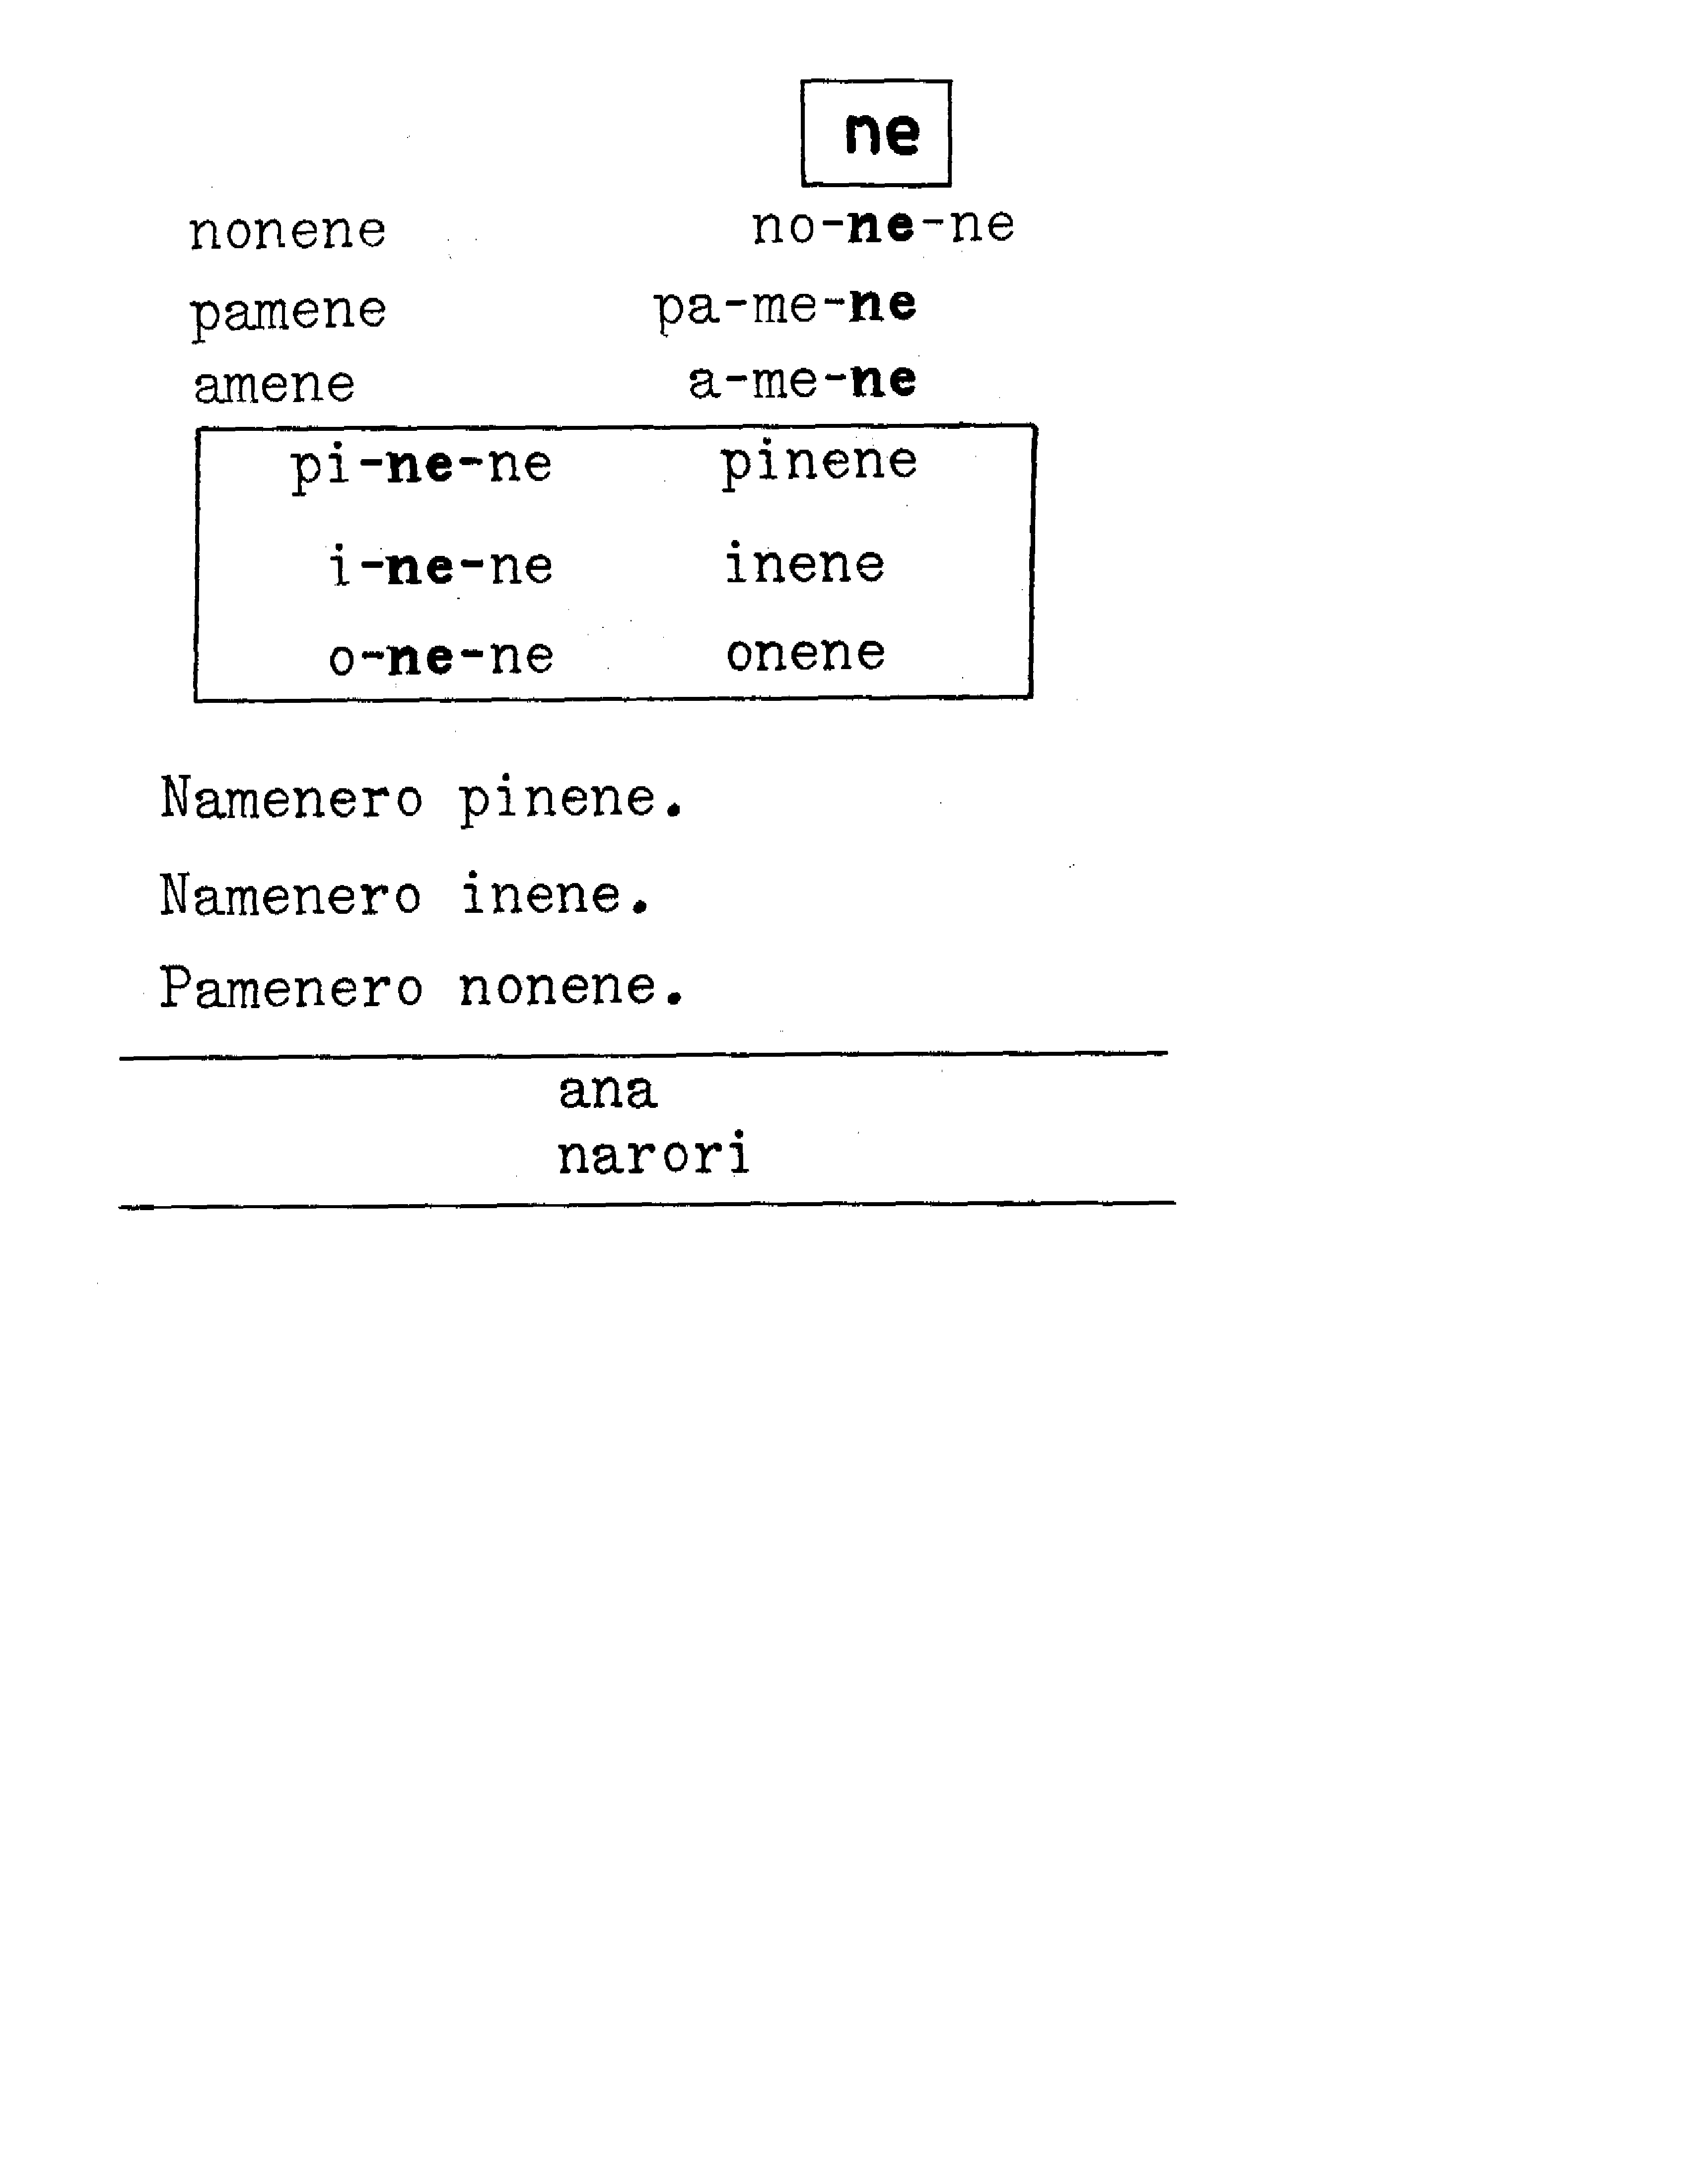 ne
nonene no-ne-ne
pamene pa-me-ne
amene a-me-ne
pi-ne-ne pinene
i-ne-ne inene
o-ne-ne onene
Namenero pinene.
Namenero inene.
Pamenero nonene.
ana
narori